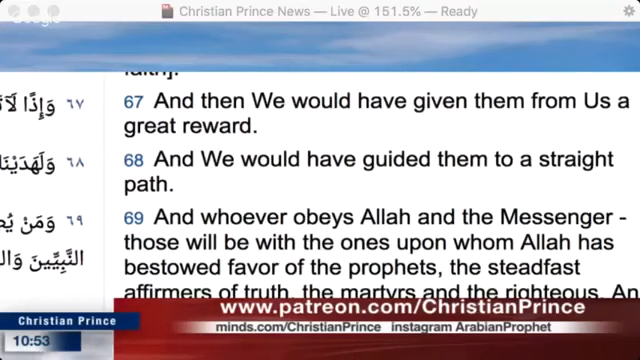 Christian Prince News — Live @ 151.5% — Ready
Google
faith].
67 And then We would have given them from Us a
great reward.
68 And We would have guided them to a straight
path.
69 And whoever obeys Allah and the Messenger -
those will be with the ones upon whom Allah has
bestowed favor of the prophets, the steadfast
affirmers of truth, the martyrs and the righteous. An
٦٧ وَإِذًا
٦٨
٦٩ وَمَنْ
النَّبِيِّينَ
www.patreon.com/ChristianPrince
minds.com/ChristianPrince instagram ArabianProphet
Christian Prince
10:53